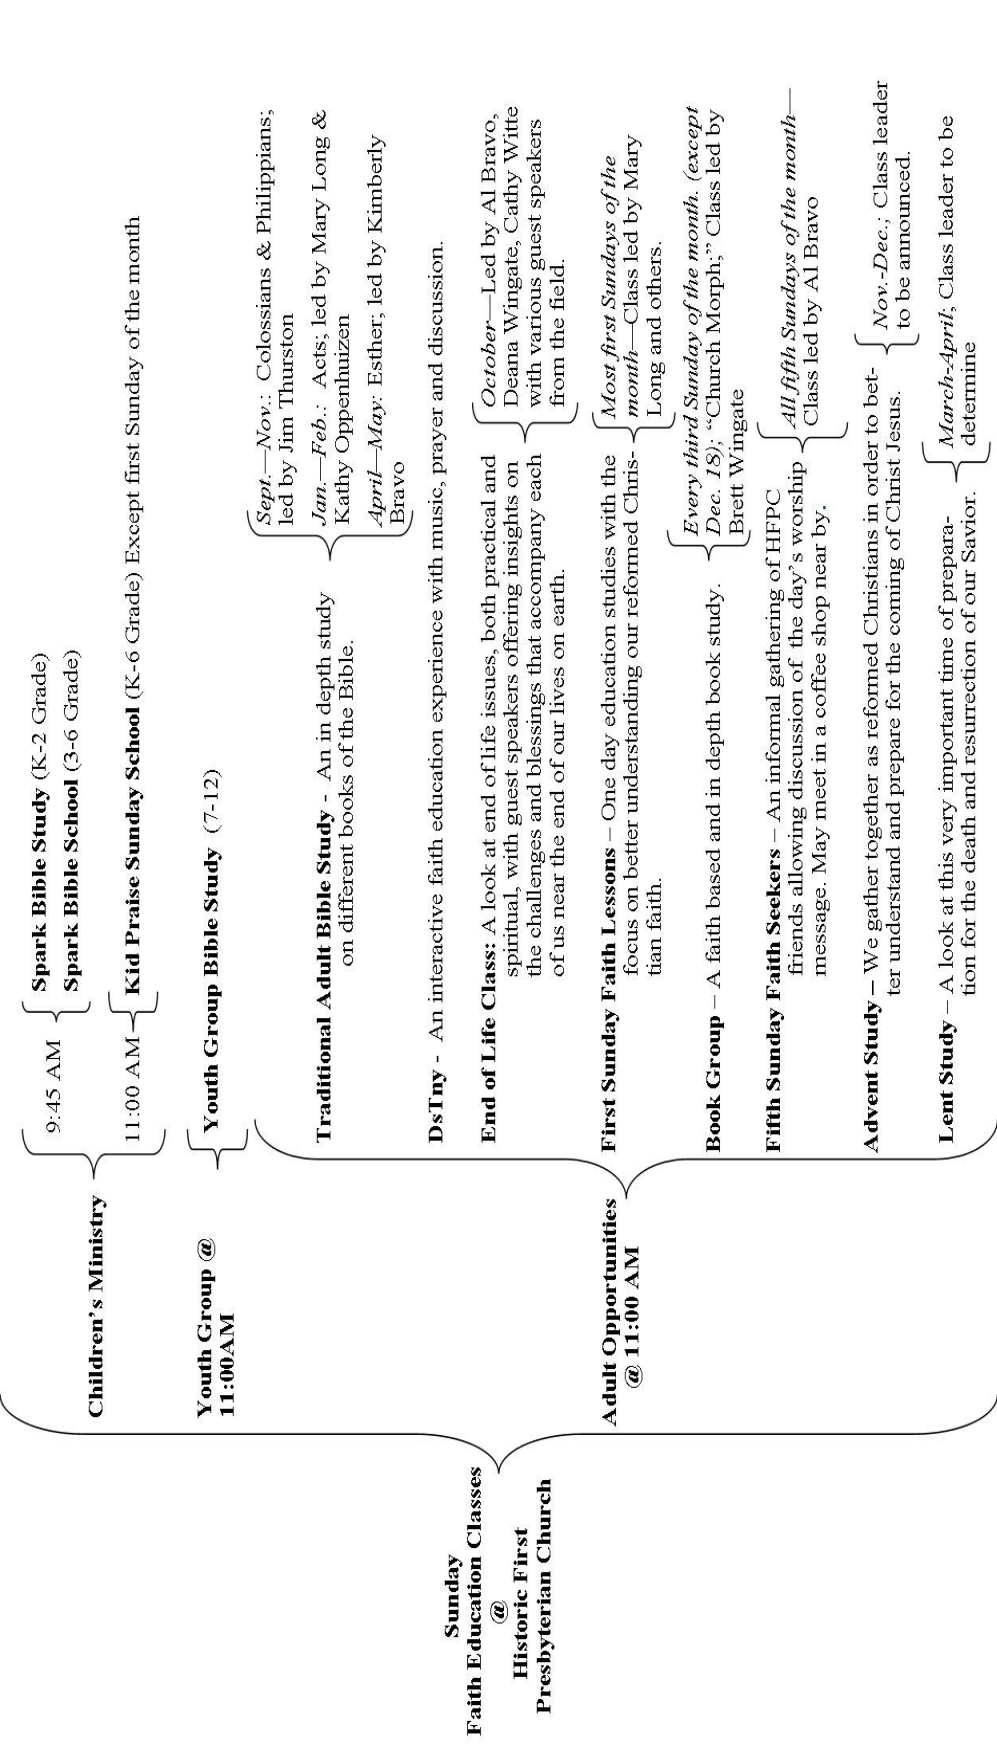 Sunday
Faith Education Classes
@
Historic First
Presbyterian Church
Children's Ministry
9:45 AM
Spark Bible Study (K-2 Grade)
Spark Bible School (3-6 Grade)
11:00 AM
Kid Praise Sunday School (K-6 Grade) Except first Sunday of the month
Youth Group @
11:00AM
Youth Group Bible Study (7-12)
Adult Opportunities
@ 11:00 AM
Traditional Adult Bible Study - An in depth study
on different books of the Bible.
Sept.—Nov.: Colossians & Philippians;
led by Jim Thurston
Jan.—Feb.: Acts; led by Mary Long &
Kathy Oppenhuizen
April—May: Esther; led by Kimberly
Bravo
DsTny - An interactive faith education experience with music, prayer and discussion.
End of Life Class: A look at end of life issues, both practical and
spiritual, with guest speakers offering insights on
the challenges and blessings that accompany each
of us near the end of our lives on earth.
October—Led by Al Bravo,
Deana Wingate, Cathy Witte
with various guest speakers
from the field.
First Sunday Faith Lessons – One day education studies with the
focus on better understanding our reformed Chris-
tian faith.
Most first Sundays of the
month—Class led by Mary
Long and others.
Book Group – A faith based and in depth book study.
Every third Sunday of the month. (except
Dec. 18); “Church Morph;” Class led by
Brett Wingate
Fifth Sunday Faith Seekers – An informal gathering of HFPC
friends allowing discussion of the day's worship
message. May meet in a coffee shop near by.
All fifth Sundays of the month—
Class led by Al Bravo
Advent Study – We gather together as reformed Christians in order to bet-
ter understand and prepare for the coming of Christ Jesus.
Nov.-Dec.; Class leader
to be announced.
Lent Study – A look at this very important time of prepara-
tion for the death and resurrection of our Savior.
March-April; Class leader to be
determine